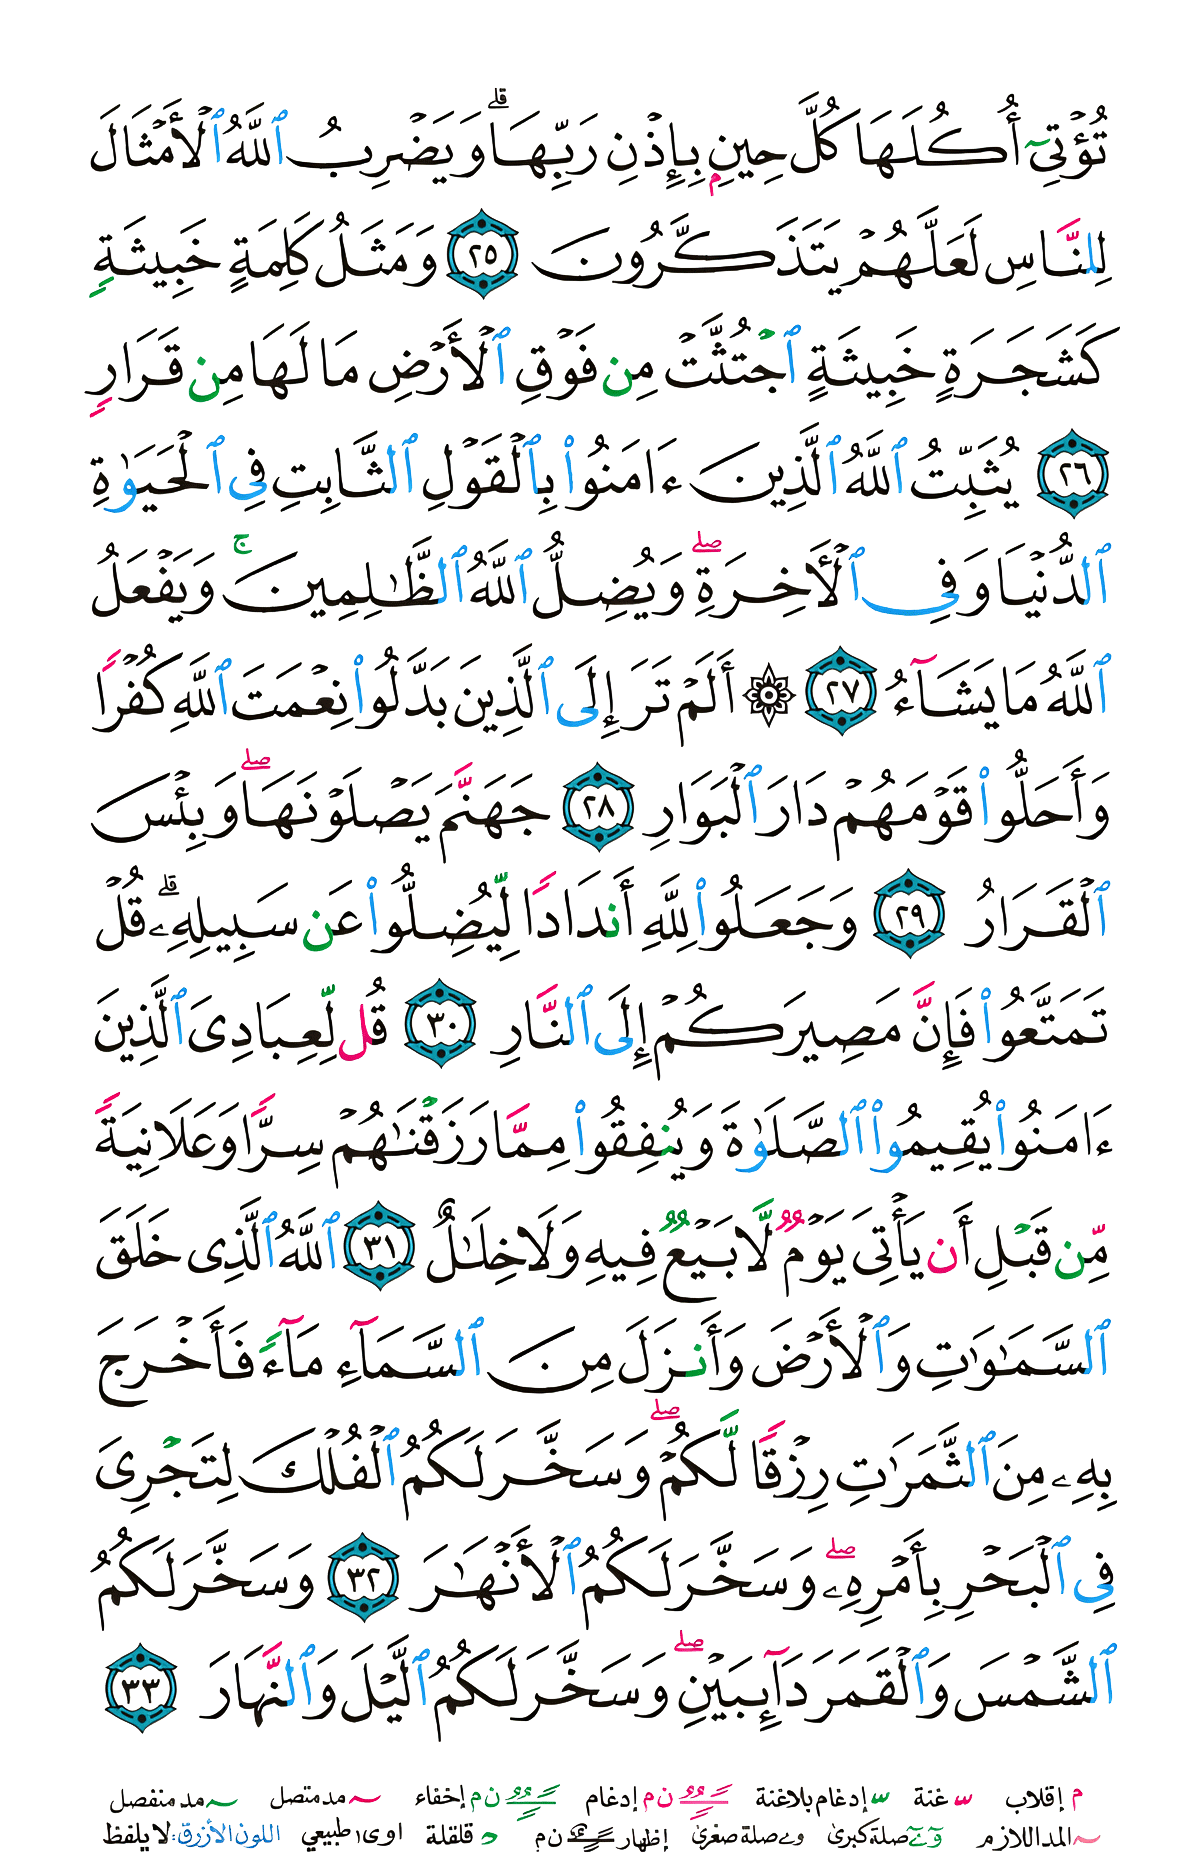 تُؤْتِىٓ أُكُلَهَا كُلَّ حِينٍۭ بِإِذْنِ رَبِّهَا ۗ وَيَضْرِبُ ٱللَّهُ ٱلْأَمْثَالَ
لِلنَّاسِ لَعَلَّهُمْ يَتَذَكَّرُونَ ٢٥ وَمَثَلُ كَلِمَةٍ خَبِيثَةٍ
كَشَجَرَةٍ خَبِيثَةٍ ٱجْتُثَّتْ مِن فَوْقِ ٱلْأَرْضِ مَا لَهَا مِن قَرَارٍ
٢٦ يُثَبِّتُ ٱللَّهُ ٱلَّذِينَ ءَامَنُوا۟ بِٱلْقَوْلِ ٱلثَّابِتِ فِى ٱلْحَيَوٰةِ
ٱلدُّنْيَا وَفِى ٱلْأَخِرَةِ ۖ وَيُضِلُّ ٱللَّهُ ٱلظَّٰلِمِينَ ۚ وَيَفْعَلُ
ٱللَّهُ مَا يَشَآءُ ٢٧ ۞ أَلَمْ تَرَ إِلَى ٱلَّذِينَ بَدَّلُوا۟ نِعْمَتَ ٱللَّهِ كُفْرًا
وَأَحَلُّوا۟ قَوْمَهُمْ دَارَ ٱلْبَوَارِ ٢٨ جَهَنَّمَ يَصْلَوْنَهَا ۖ وَبِئْسَ
ٱلْقَرَارُ ٢٩ وَجَعَلُوا۟ لِلَّهِ أَندَادًا لِّيُضِلُّوا۟ عَن سَبِيلِهِۦ ۗ قُلْ
تَمَتَّعُوا۟ فَإِنَّ مَصِيرَكُمْ إِلَى ٱلنَّارِ ٣٠ قُل لِّعِبَادِىَ ٱلَّذِينَ
ءَامَنُوا۟ يُقِيمُوا۟ ٱلصَّلَوٰةَ وَيُنفِقُوا۟ مِمَّا رَزَقْنَٰهُمْ سِرًّا وَعَلَانِيَةً
مِّن قَبْلِ أَن يَأْتِىَ يَوْمٌ لَّا بَيْعٌ فِيهِ وَلَا خِلَٰلٌ ٣١ ٱللَّهُ ٱلَّذِى خَلَقَ
ٱلسَّمَٰوَٰتِ وَٱلْأَرْضَ وَأَنزَلَ مِنَ ٱلسَّمَآءِ مَآءً فَأَخْرَجَ
بِهِۦ مِنَ ٱلثَّمَرَٰتِ رِزْقًا لَّكُمْ ۖ وَسَخَّرَ لَكُمُ ٱلْفُلْكَ لِتَجْرِىَ
فِى ٱلْبَحْرِ بِأَمْرِهِۦ ۖ وَسَخَّرَ لَكُمُ ٱلْأَنْهَٰرَ ٣٢ وَسَخَّرَ لَكُمُ
ٱلشَّمْسَ وَٱلْقَمَرَ دَآئِبَيْنِ ۖ وَسَخَّرَ لَكُمُ ٱلَّيْلَ وَٱلنَّهَارَ ٣٣
م إقلاب ّ غنة ّ إدغام بلاغنة ن م إدغام ن م إخفاء ~ مد متصل ~ مد منفصل
~ المد اللازم و ے صلة كبرى و ے صلة صغرى إظهار ن م قلقلة ا و ى طبيعي اللون الأزرق: لا يلفظ